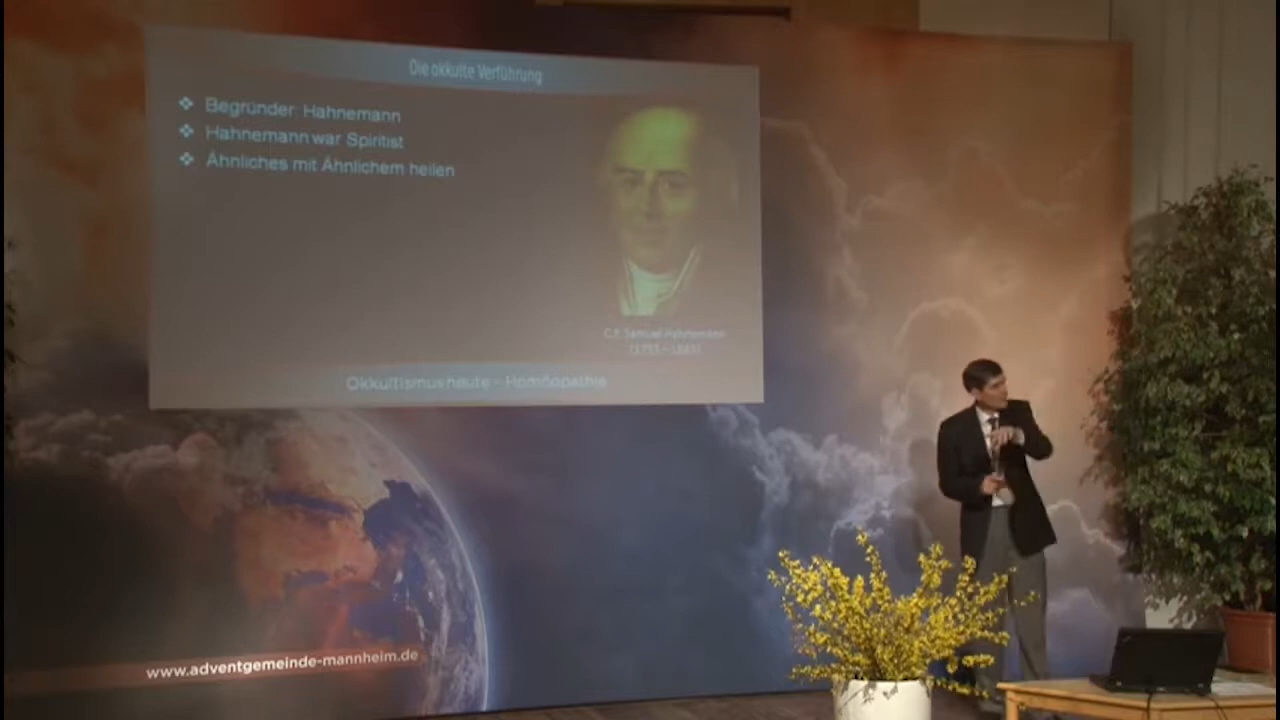 Die okkulte Verführung
Begründer: Hahnemann
Hahnemann war Spiritist
Ähnliches mit Ähnlichem heilen
C.F. Samuel Hahnemann
Okkultismus heute - Homöopathie
www.adventgemeinde-mannheim.de